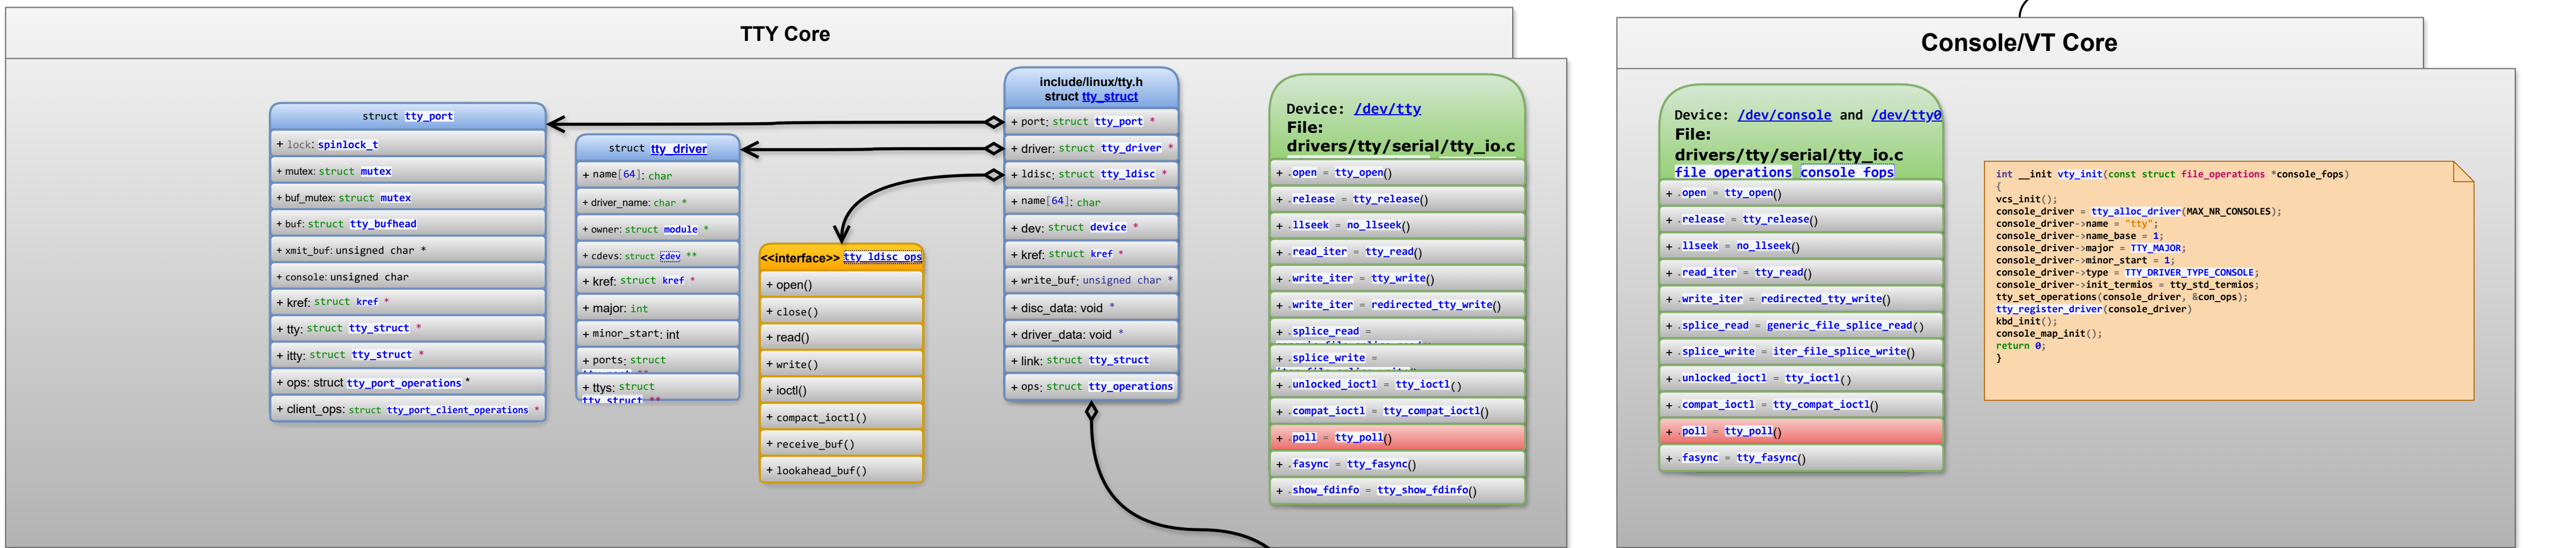 TTY Core
struct tty_port
+ lock: spinlock_t
+ mutex: struct mutex
+ buf_mutex: struct mutex
+ buf: struct tty_bufhead
+ xmit_buf: unsigned char *
+ console: unsigned char
+ kref: struct kref *
+ tty: struct tty_struct *
+ itty: struct tty_struct *
+ ops: struct tty_port_operations *
+ client_ops: struct tty_port_client_operations *
struct tty_driver
+ name[64]: char
+ driver_name: char *
+ owner: struct module *
+ cdevs: struct cdev **
+ kref: struct kref *
+ major: int
+ minor_start: int
+ ports: struct
+ ttys: struct
tty_struct **
<<interface>> tty_ldisc_ops
+ open()
+ close()
+ read()
+ write()
+ ioctl()
+ compact_ioctl()
+ receive_buf()
+ lookahead_buf()
include/linux/tty.h
struct tty_struct
+ port: struct tty_port *
+ driver: struct tty_driver *
+ ldisc: struct tty_ldisc *
+ name[64]: char
+ dev: struct device *
+ kref: struct kref *
+ write_buf: unsigned char *
+ disc_data: void *
+ driver_data: void *
+ link: struct tty_struct
+ ops: struct tty_operations
Device: /dev/tty
File:
drivers/tty/serial/tty_io.c
+ .open = tty_open()
+ .release = tty_release()
+ .llseek = no_llseek()
+ .read_iter = tty_read()
+ .write_iter = tty_write()
+ .write_iter = redirected_tty_write()
+ .splice_read =
+ .splice_write =
+ .unlocked_ioctl = tty_ioctl()
+ .compat_ioctl = tty_compat_ioctl()
+ .poll = tty_poll()
+ .fasync = tty_fasync()
+ .show_fdinfo = tty_show_fdinfo()
Console/VT Core
Device: /dev/console and /dev/tty0
File:
drivers/tty/serial/tty_io.c
file_operations console_fops
+ .open = tty_open()
+ .release = tty_release()
+ .llseek = no_llseek()
+ .read_iter = tty_read()
+ .write_iter = redirected_tty_write()
+ .splice_read = generic_file_splice_read()
+ .splice_write = iter_file_splice_write()
+ .unlocked_ioctl = tty_ioctl()
+ .compat_ioctl = tty_compat_ioctl()
+ .poll = tty_poll()
+ .fasync = tty_fasync()
int __init vty_init(const struct file_operations *console_fops)
{
vcs_init();
console_driver = tty_alloc_driver(MAX_NR_CONSOLES);
console_driver->name = "tty";
console_driver->name_base = 1;
console_driver->major = TTY_MAJOR;
console_driver->minor_start = 1;
console_driver->type = TTY_DRIVER_TYPE_CONSOLE;
console_driver->init_termios = tty_std_termios;
tty_set_operations(console_driver, &con_ops);
tty_register_driver(console_driver)
kbd_init();
console_map_init();
return 0;
}